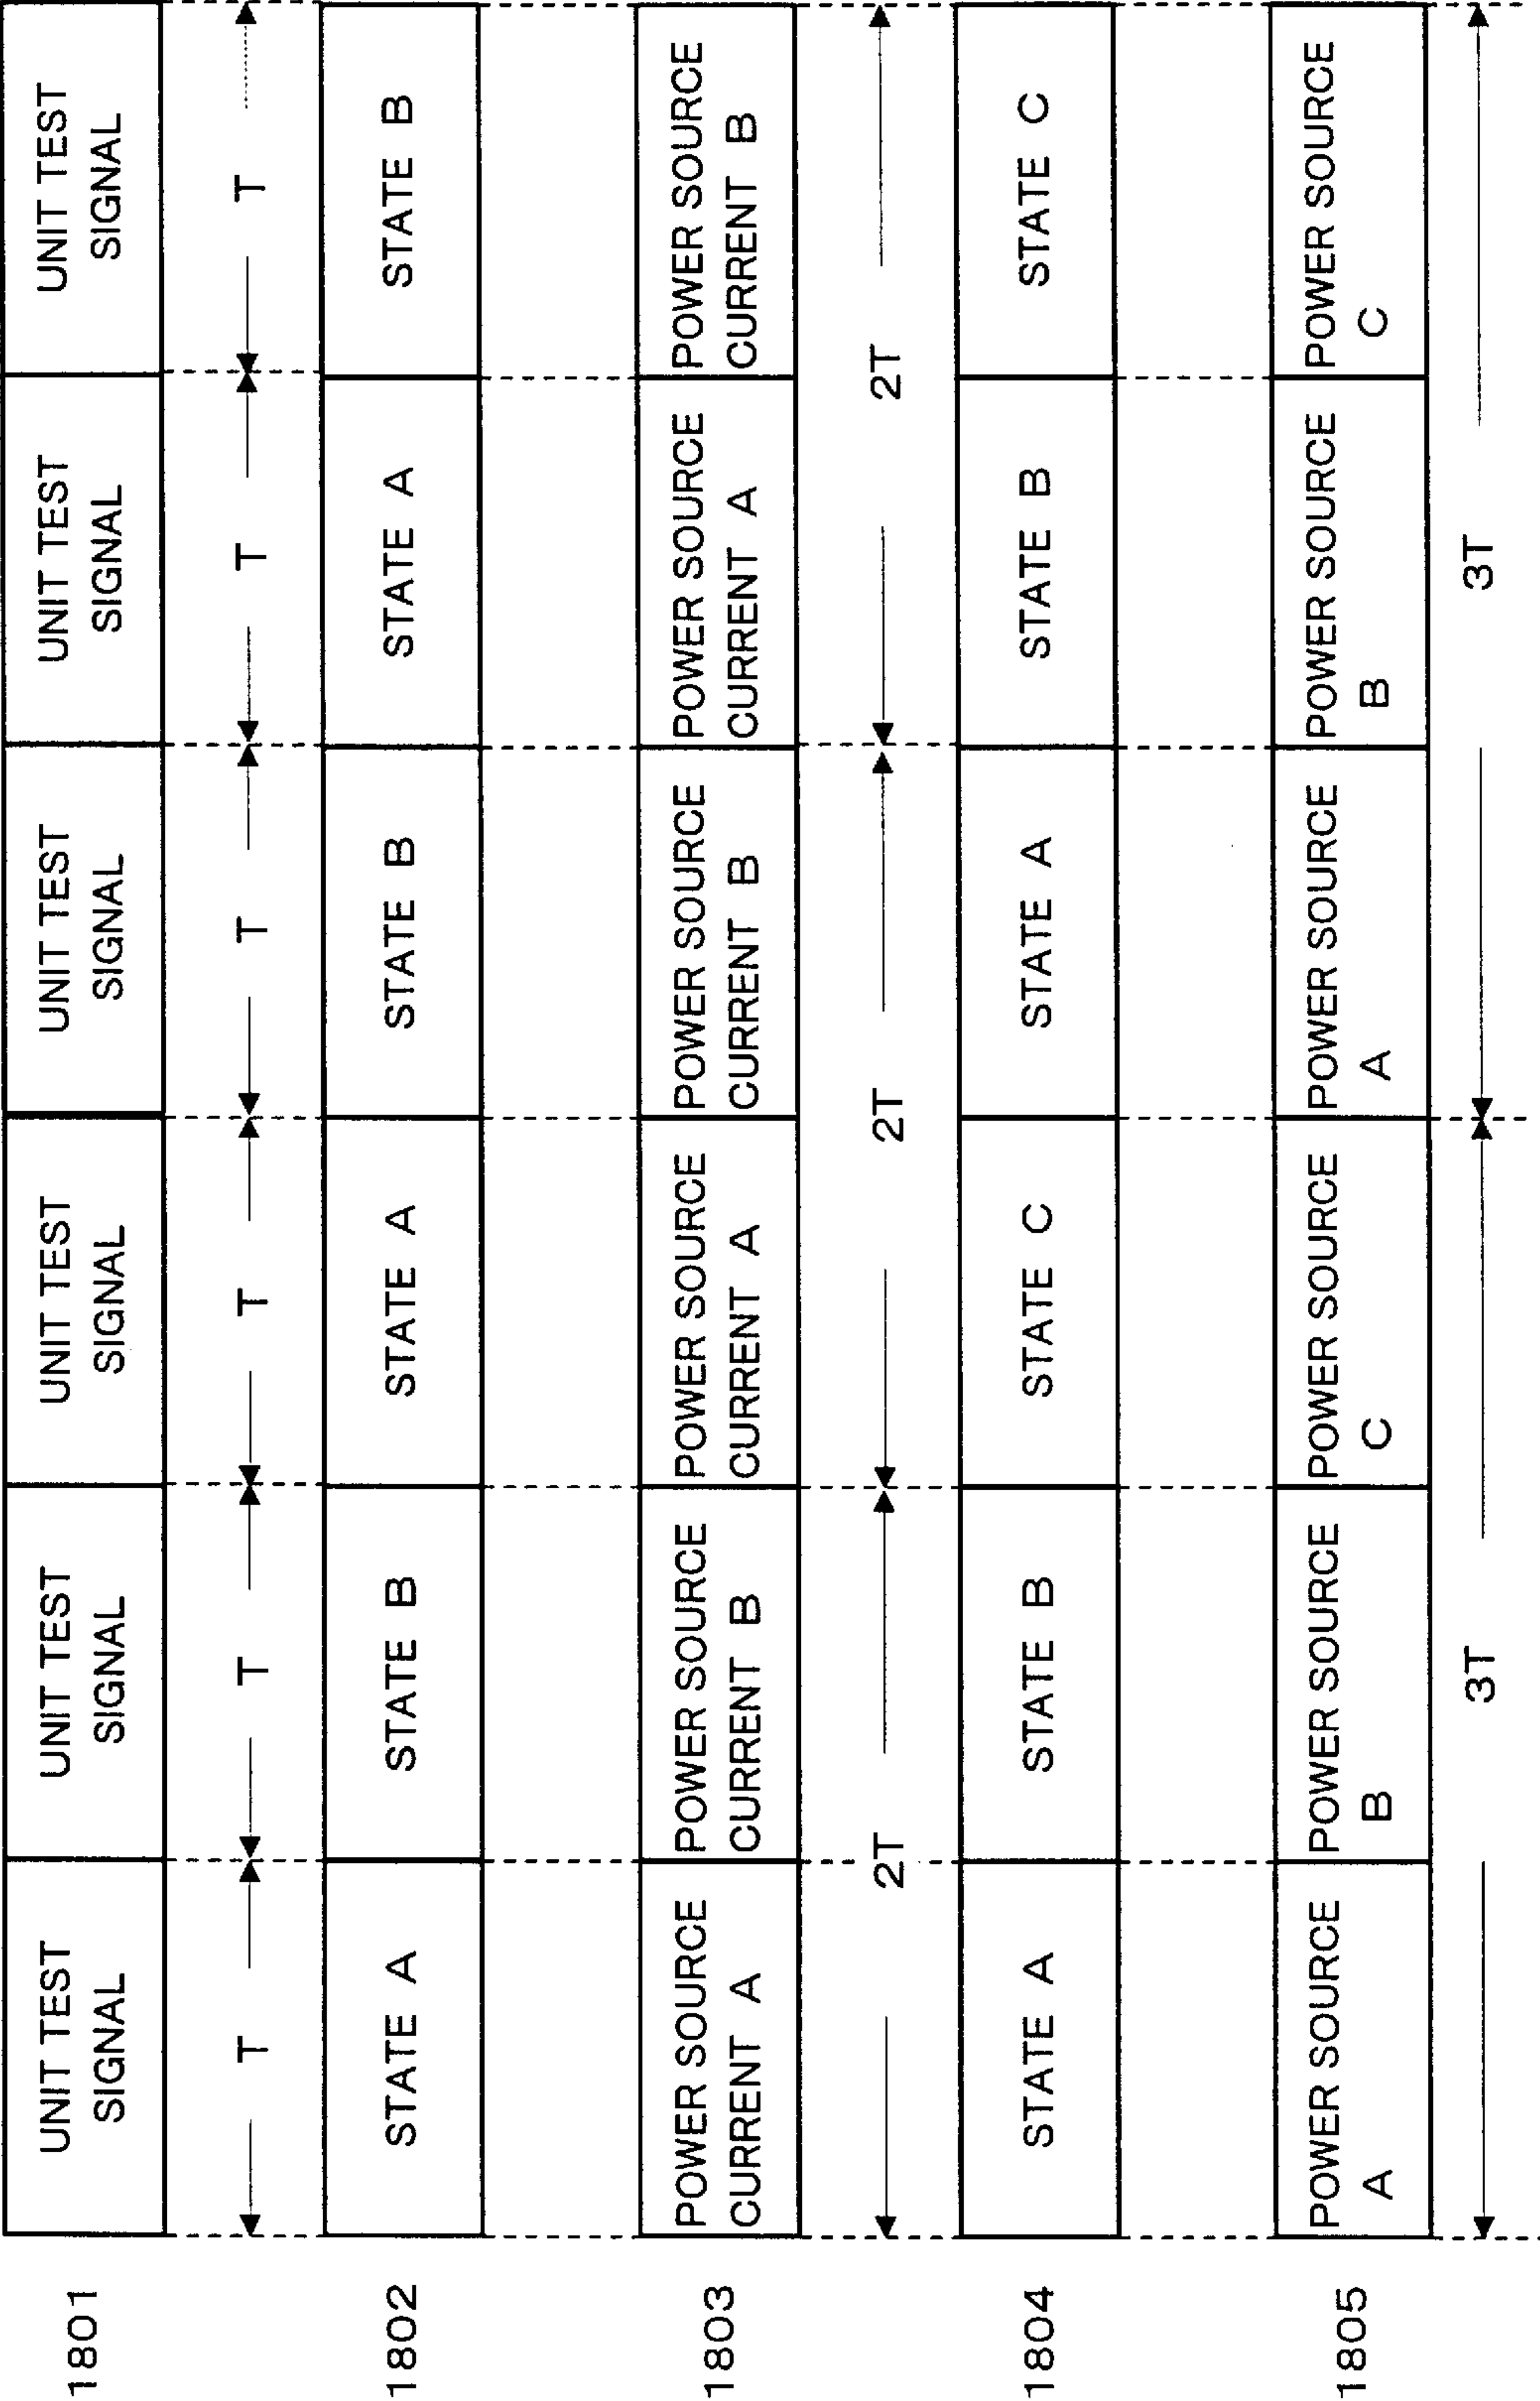 1801
UNIT TEST
SIGNAL
UNIT TEST
SIGNAL
UNIT TEST
SIGNAL
UNIT TEST
SIGNAL
UNIT TEST
SIGNAL
UNIT TEST
SIGNAL
T
T
T
T
T
T
1802
STATE A
STATE B
STATE A
STATE B
STATE A
STATE B
1803
POWER SOURCE
CURRENT A
POWER SOURCE
CURRENT B
POWER SOURCE
CURRENT A
POWER SOURCE
CURRENT B
POWER SOURCE
CURRENT A
POWER SOURCE
CURRENT B
2T
2T
2T
1804
STATE A
STATE B
STATE C
STATE A
STATE B
STATE C
1805
POWER SOURCE
A
POWER SOURCE
B
POWER SOURCE
C
POWER SOURCE
A
POWER SOURCE
B
POWER SOURCE
C
3T
3T